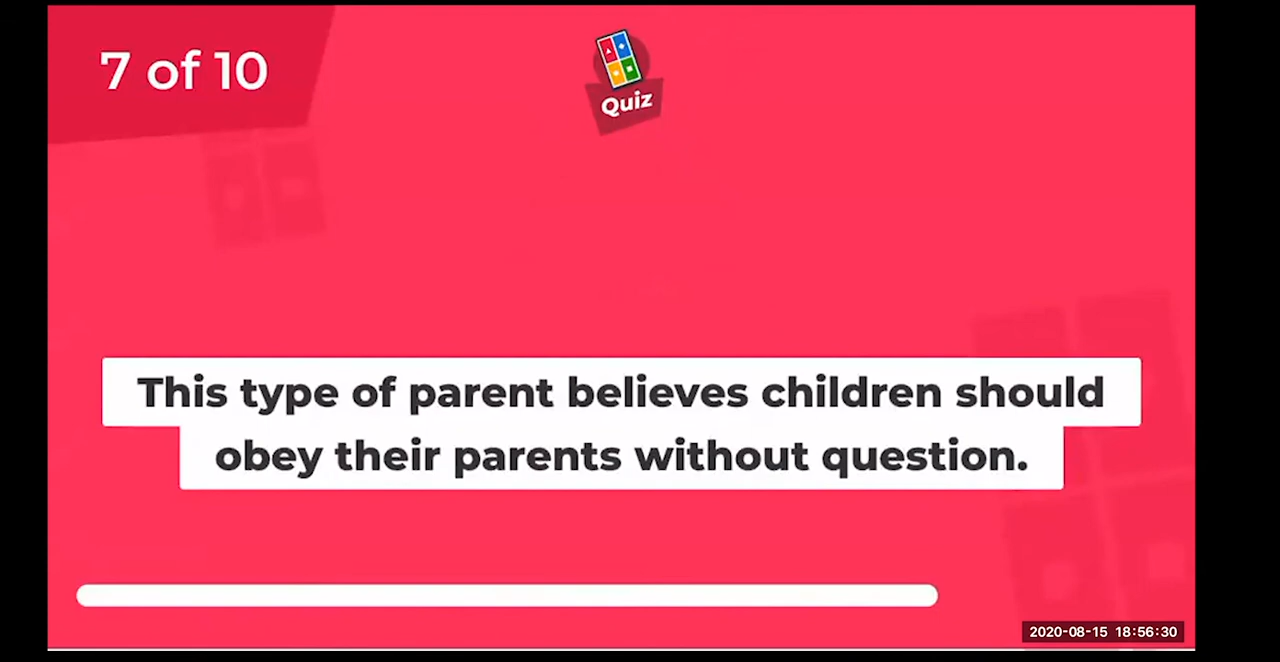 7 of 10
Quiz
This type of parent believes children should
obey their parents without question.
2020-08-15 18:56:30